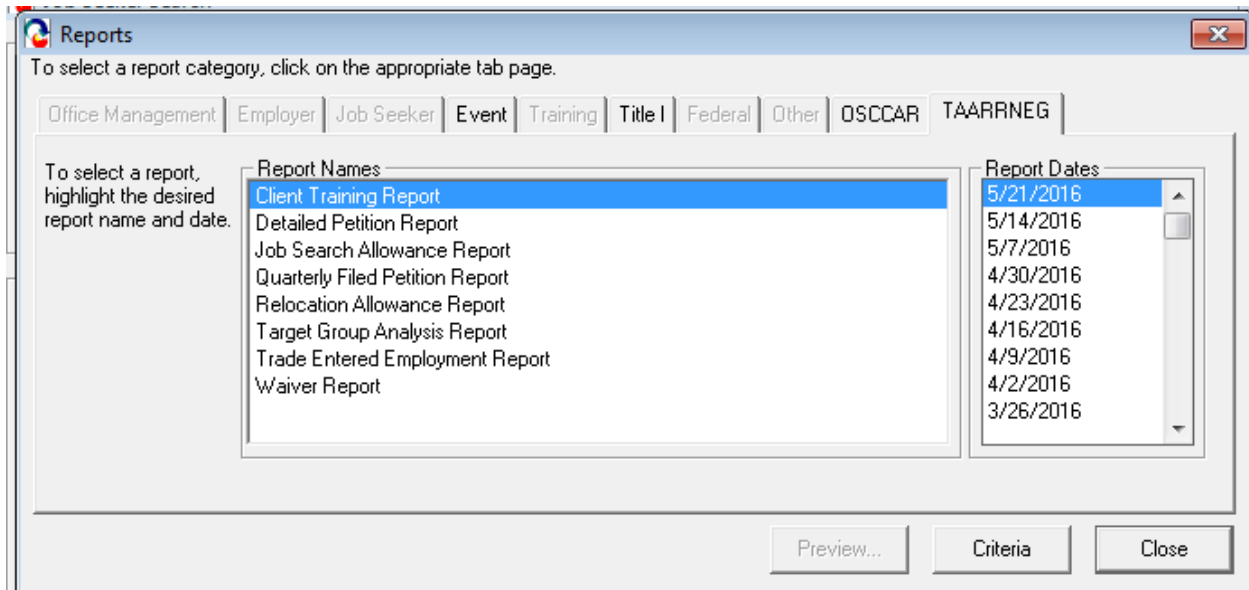 Reports
To select a report category, click on the appropriate tab page.
Office Management Employer Job Seeker Event Training Title I Federal Other OSCCAR TAARRNEG
To select a report,
highlight the desired
report name and date.
Report Names
Client Training Report
Detailed Petition Report
Job Search Allowance Report
Quarterly Filed Petition Report
Relocation Allowance Report
Target Group Analysis Report
Trade Entered Employment Report
Waiver Report
Report Dates
5/21/2016
5/14/2016
5/7/2016
4/30/2016
4/23/2016
4/16/2016
4/9/2016
4/2/2016
3/26/2016
Preview... Criteria Close